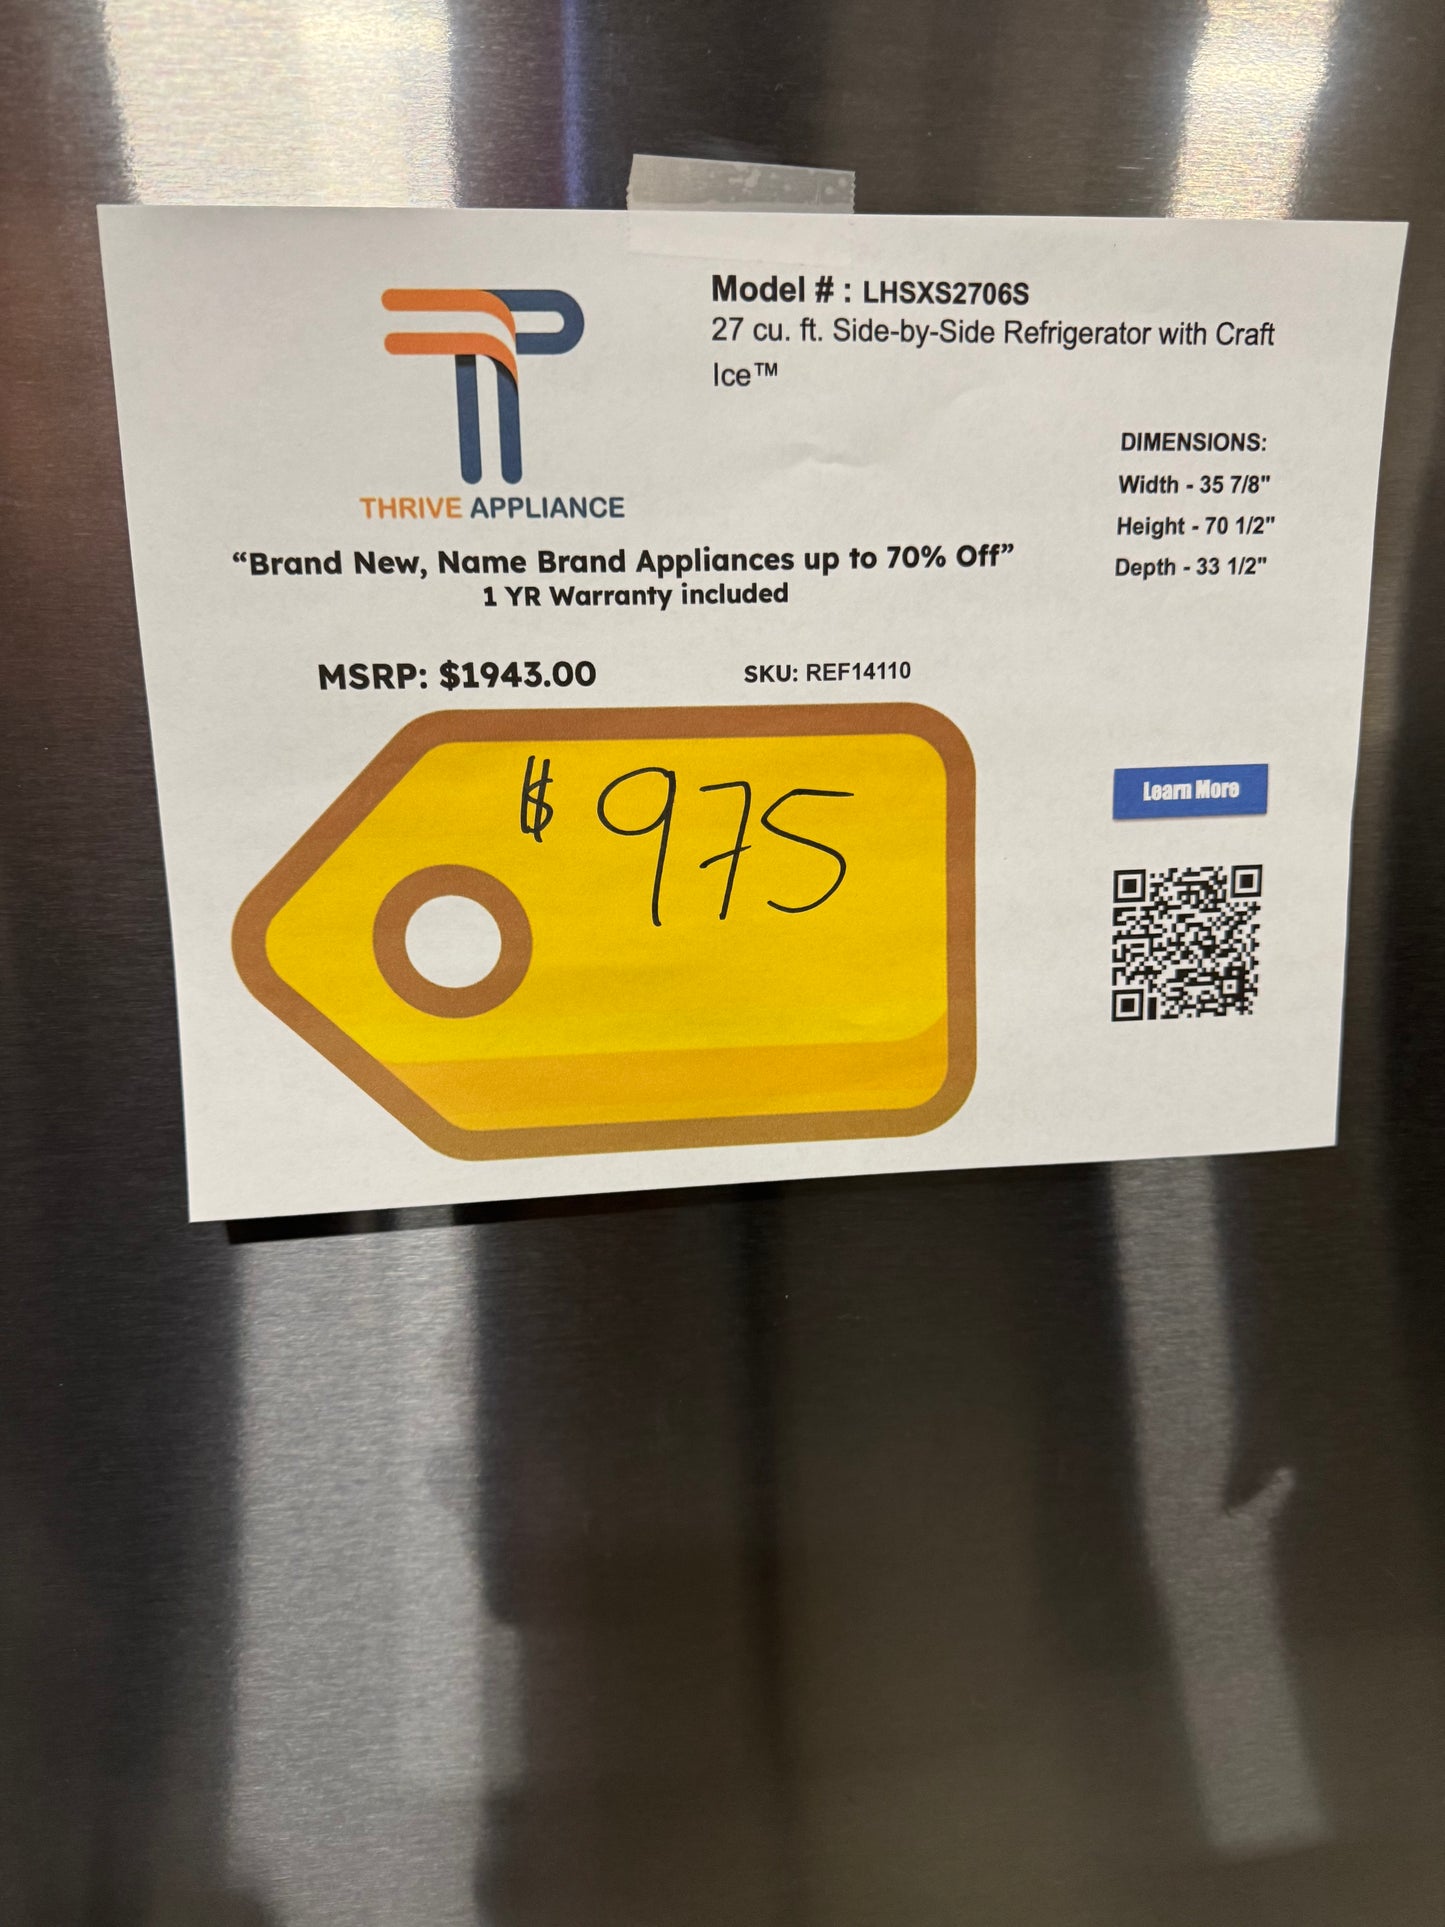 Model # : LHSXS2706S
27 cu. ft. Side-by-Side Refrigerator with Craft
Ice™
DIMENSIONS:
Width - 35 7/8"
Height - 70 1/2"
Depth - 33 1/2"
THRIVE APPLIANCE
“Brand New, Name Brand Appliances up to 70% Off”
1 YR Warranty included
MSRP: $1943.00
SKU: REF14110
$975
Learn More